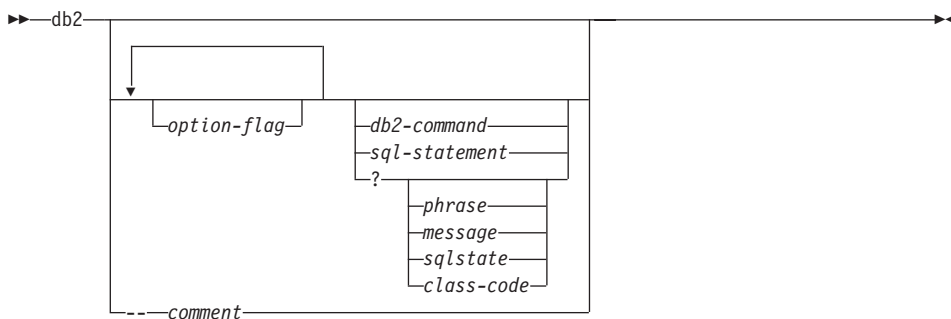 db2
option-flag
db2-command
sql-statement
?
phrase
message
sqlstate
class-code
-- comment